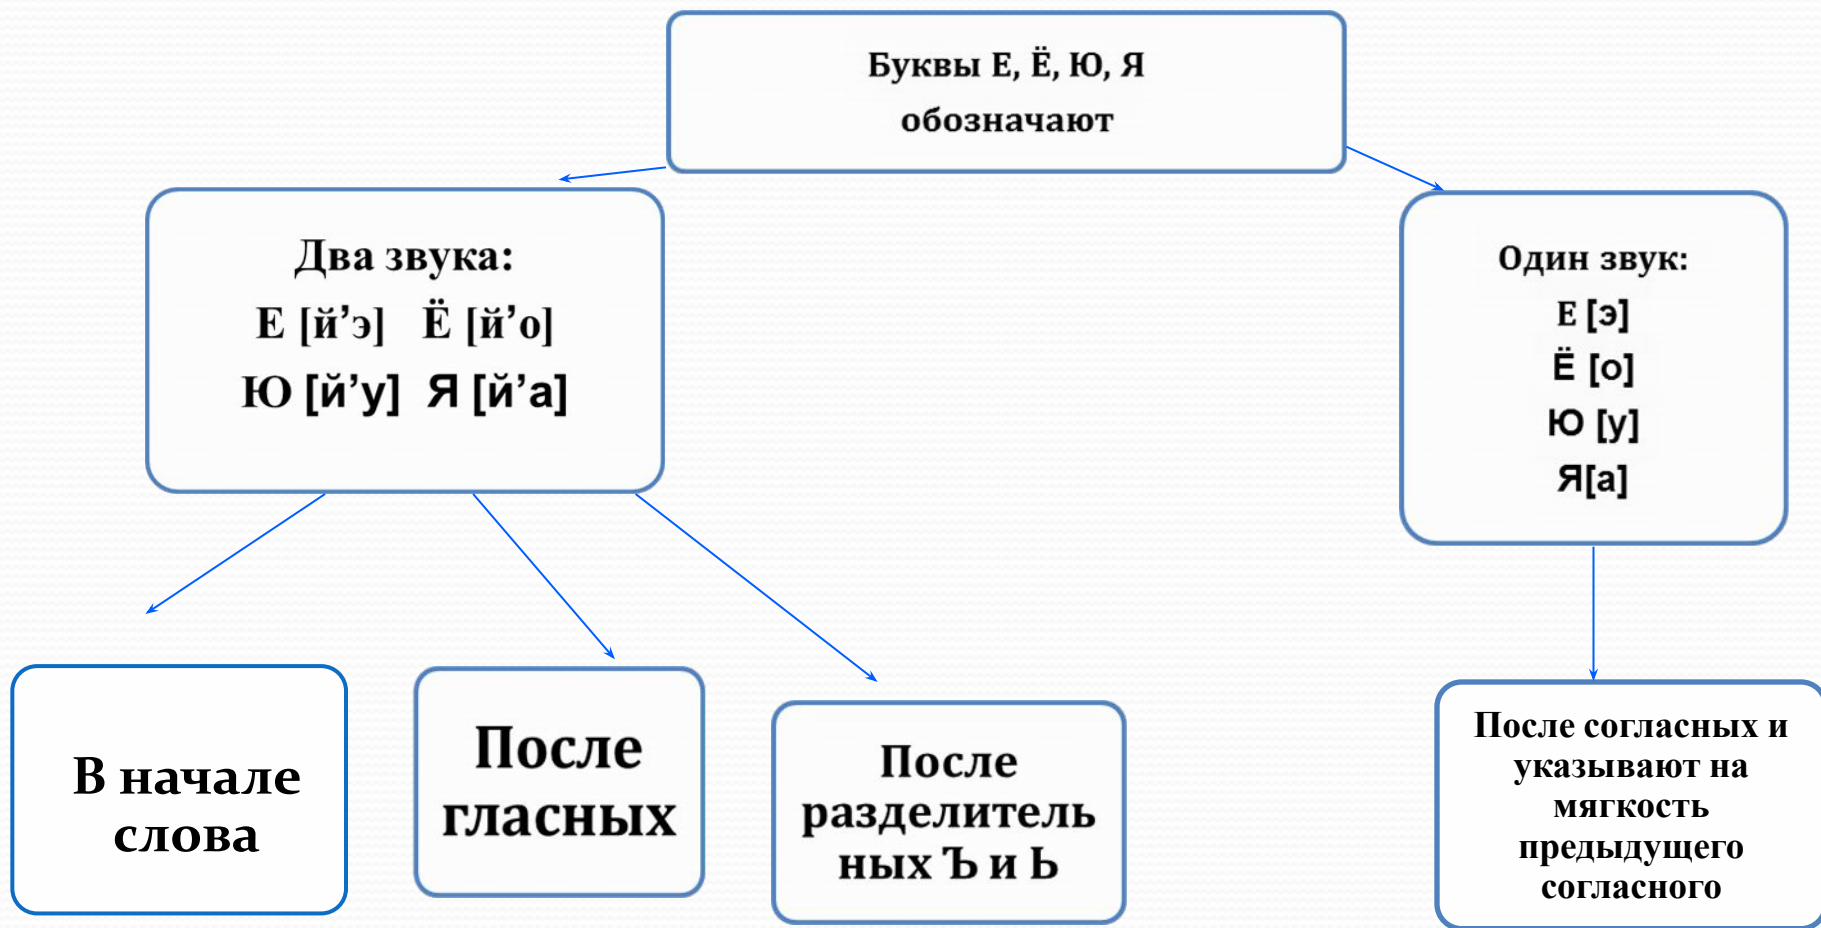 Буквы Е, Ё, Ю, Я
обозначают
Два звука:
Е [й’э] Ё [й’о]
Ю [й’у] Я [й’а]
Один звук:
Е [э]
Ё [о]
Ю [у]
Я[а]
В начале
слова
После
гласных
После
разделитель
ных Ъ и Ь
После согласных и
указывают на
мягкость
предыдущего
согласного